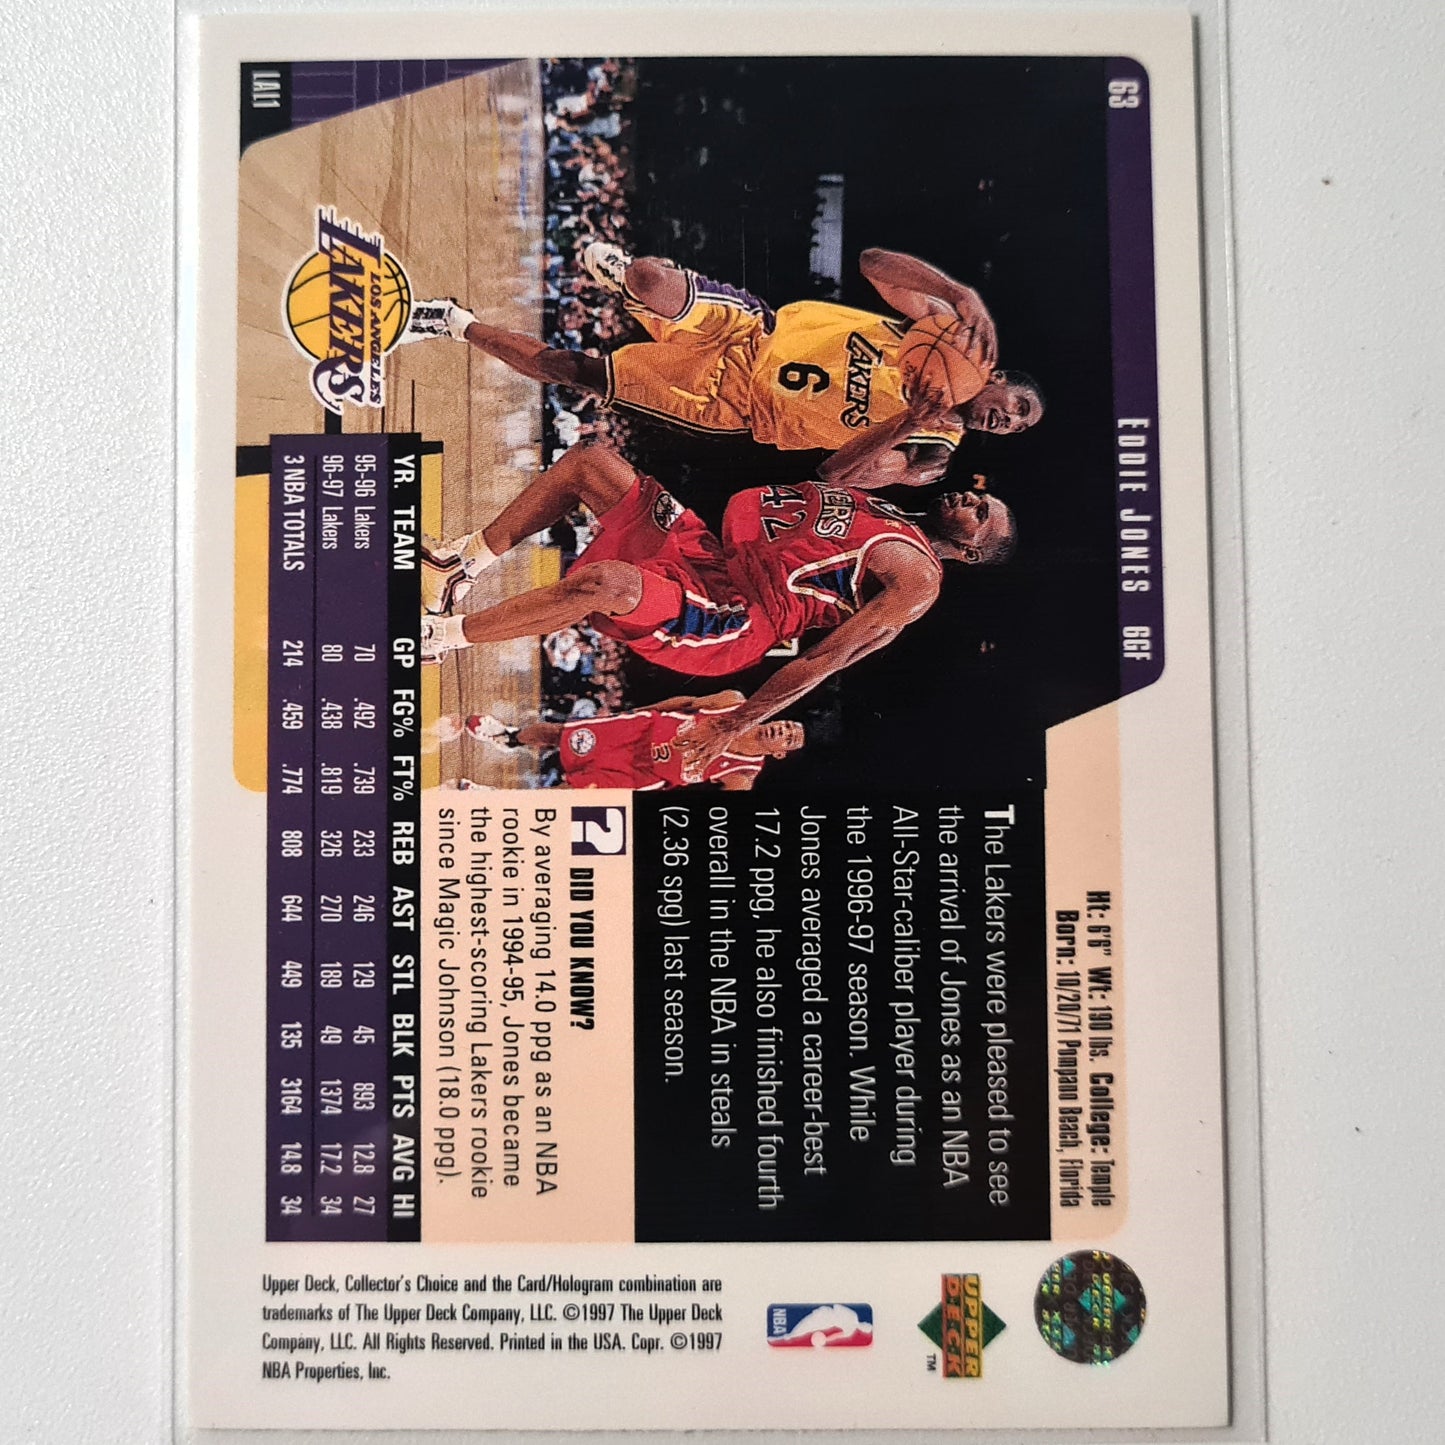 63
EDDIE JONES 6GF
Ht: 6'6" Wt: 190 lbs. College: Temple
Born: 10/20/71 Pompano Beach, Florida
The Lakers were pleased to see
the arrival of Jones as an NBA
All-Star-caliber player during
the 1996-97 season. While
Jones averaged a career-best
17.2 ppg, he also finished fourth
overall in the NBA in steals
(2.36 spg) last season.
LAKERS
6
42
3
? DID YOU KNOW?
By averaging 14.0 ppg as an NBA
rookie in 1994-95, Jones became
the highest-scoring Lakers rookie
since Magic Johnson (18.0 ppg).
LOS ANGELES
LAKERS
YR. TEAM GP FG% FT% REB AST STL BLK PTS AVG HI
95-96 Lakers 70 .492 .739 233 246 129 45 893 12.8 27
96-97 Lakers 80 .438 .819 326 270 189 49 1374 17.2 34
3 NBA TOTALS 214 .459 .774 808 644 449 135 3164 14.8 34
LAL1
UPPER
DECK
TM
NBA
Upper Deck, Collector's Choice and the Card/Hologram combination are
trademarks of The Upper Deck Company, LLC. ©1997 The Upper Deck
Company, LLC. All Rights Reserved. Printed in the USA. Copr. ©1997
NBA Properties, Inc.